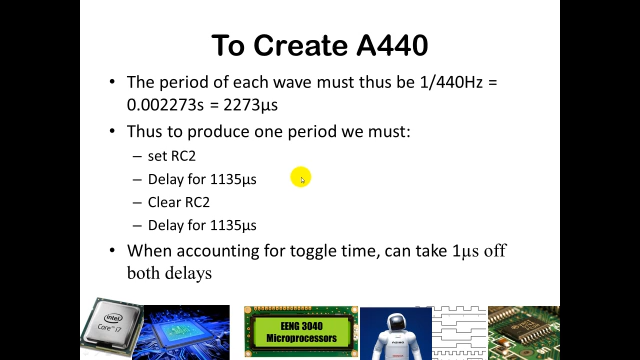 To Create A440
• The period of each wave must thus be 1/440Hz =
0.002273s = 2273µs
• Thus to produce one period we must:
– set RC2
– Delay for 1135µs
– Clear RC2
– Delay for 1135µs
• When accounting for toggle time, can take 1µs off
both delays
intel
Core™ i7
EENG 3040
Microprocessors